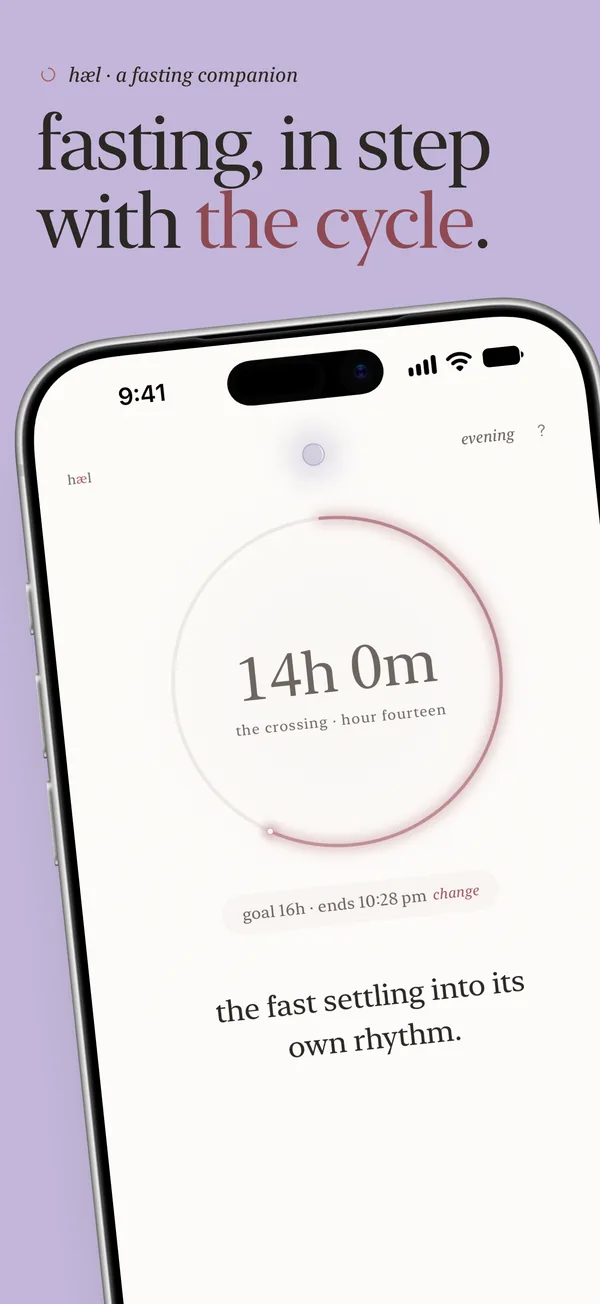 hæl · a fasting companion
fasting, in step
with the cycle.
9:41
evening ?
hæl
14h 0m
the crossing · hour fourteen
goal 16h · ends 10:28 pm change
the fast settling into its
own rhythm.